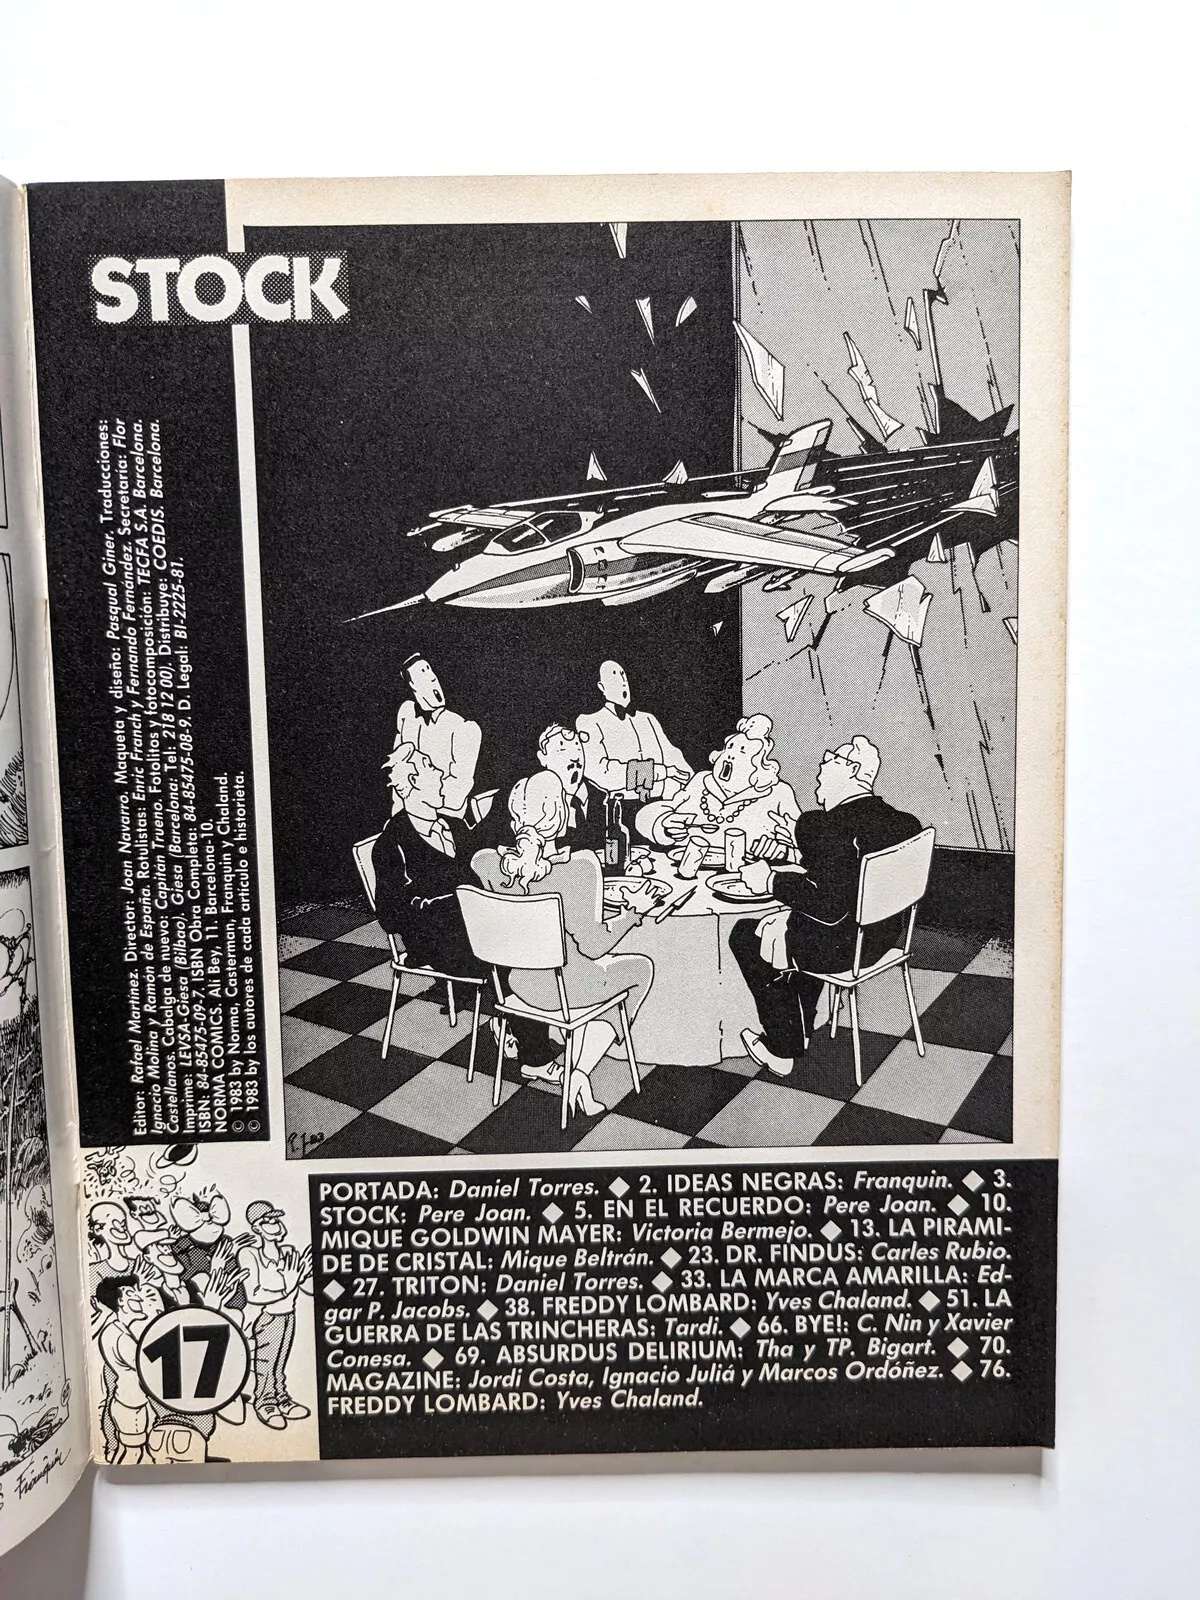 STOCK
Editor: Rafael Martínez. Director: Joan Navarro. Maqueta y diseño: Pasqual Giner. Traducciones:
Ignacio Molina y Ramón de España. Rotulistas: Enric Franch y Fernando Fernández. Secretaria: Flor
Castellanos. Cabalga de nuevo: Capitán Trueno. Fotolitos y fotocomposición: TECFA S.A. Barcelona.
Imprime: LEVSA-Giesa (Bilbao). Giesa (Barcelona: Tel: 218 12 00). Distribuye: COEDIS. Barcelona.
ISBN: 84-85475-09-7, ISBN Obra Completa: 84-85475-08-9. D. Legal: BI-2225-81.
NORMA COMICS. Ali Bey, 11. Barcelona-10.
© 1983 by Norma, Casterman, Franquin y Chaland.
© 1983 by los autores de cada artículo e historieta.
P. J. 83
PORTADA: Daniel Torres. ◆ 2. IDEAS NEGRAS: Franquin. ◆ 3.
STOCK: Pere Joan. ◆ 5. EN EL RECUERDO: Pere Joan. ◆ 10.
MIQUE GOLDWIN MAYER: Victoria Bermejo. ◆ 13. LA PIRAMI-
DE DE CRISTAL: Mique Beltrán. ◆ 23. DR. FINDUS: Carles Rubio.
◆ 27. TRITON: Daniel Torres. ◆ 33. LA MARCA AMARILLA: Ed-
gar P. Jacobs. ◆ 38. FREDDY LOMBARD: Yves Chaland. ◆ 51. LA
GUERRA DE LAS TRINCHERAS: Tardi. ◆ 66. BYE!: C. Nin y Xavier
Conesa. ◆ 69. ABSURDUS DELIRIUM: Tha y TP. Bigart. ◆ 70.
MAGAZINE: Jordi Costa, Ignacio Juliá y Marcos Ordóñez. ◆ 76.
FREDDY LOMBARD: Yves Chaland.
17
Franquin